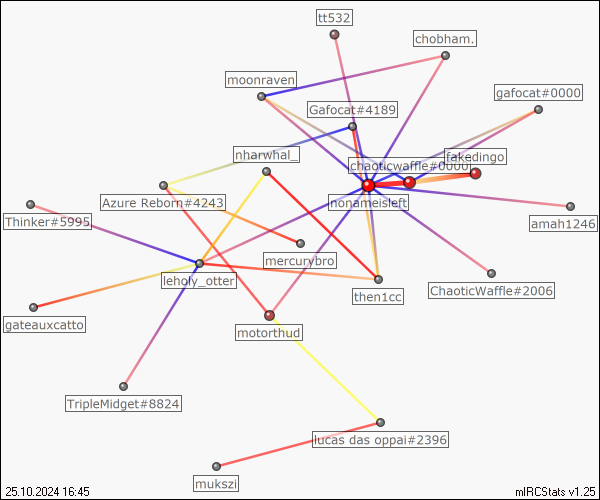 tt532
chobham.
moonraven
gafocat#0000
Gafocat#4189
nharwhal_
fakedingo
chaoticwaffle#0000
Azure Reborn#4243
nonameisleft
Thinker#5995
amah1246
mercurybro
leholy_otter
ChaoticWaffle#2006
then1cc
gateauxcatto
motorthud
TripleMidget#8824
lucas das oppai#2396
mukszi
25.10.2024 16:45
mIRCStats v1.25